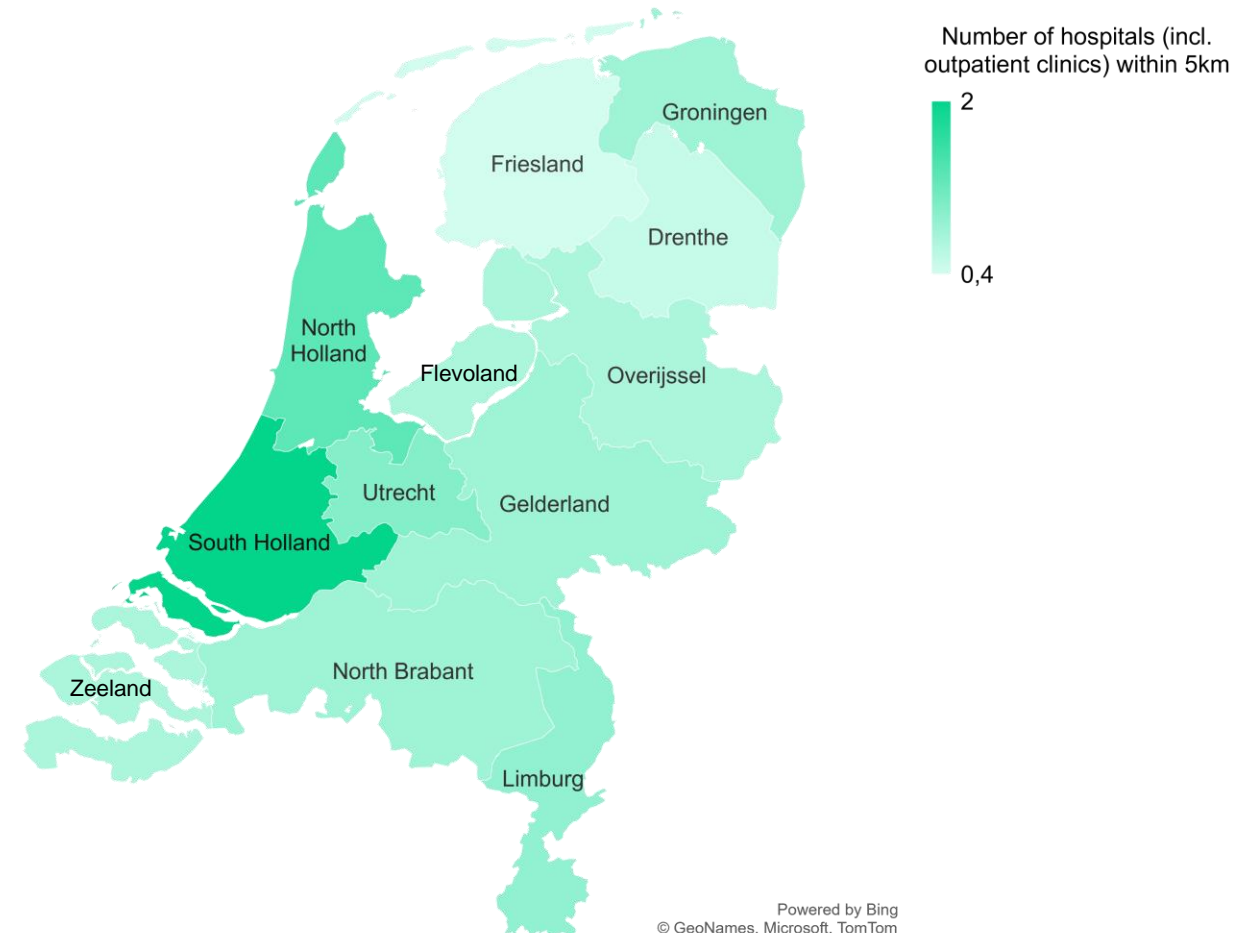 Number of hospitals (incl.
outpatient clinics) within 5km
2
0,4
Groningen
Friesland
Drenthe
North
Holland
Flevoland
Overijssel
Utrecht
Gelderland
South Holland
North Brabant
Zeeland
Limburg
Powered by Bing
© GeoNames, Microsoft, TomTom